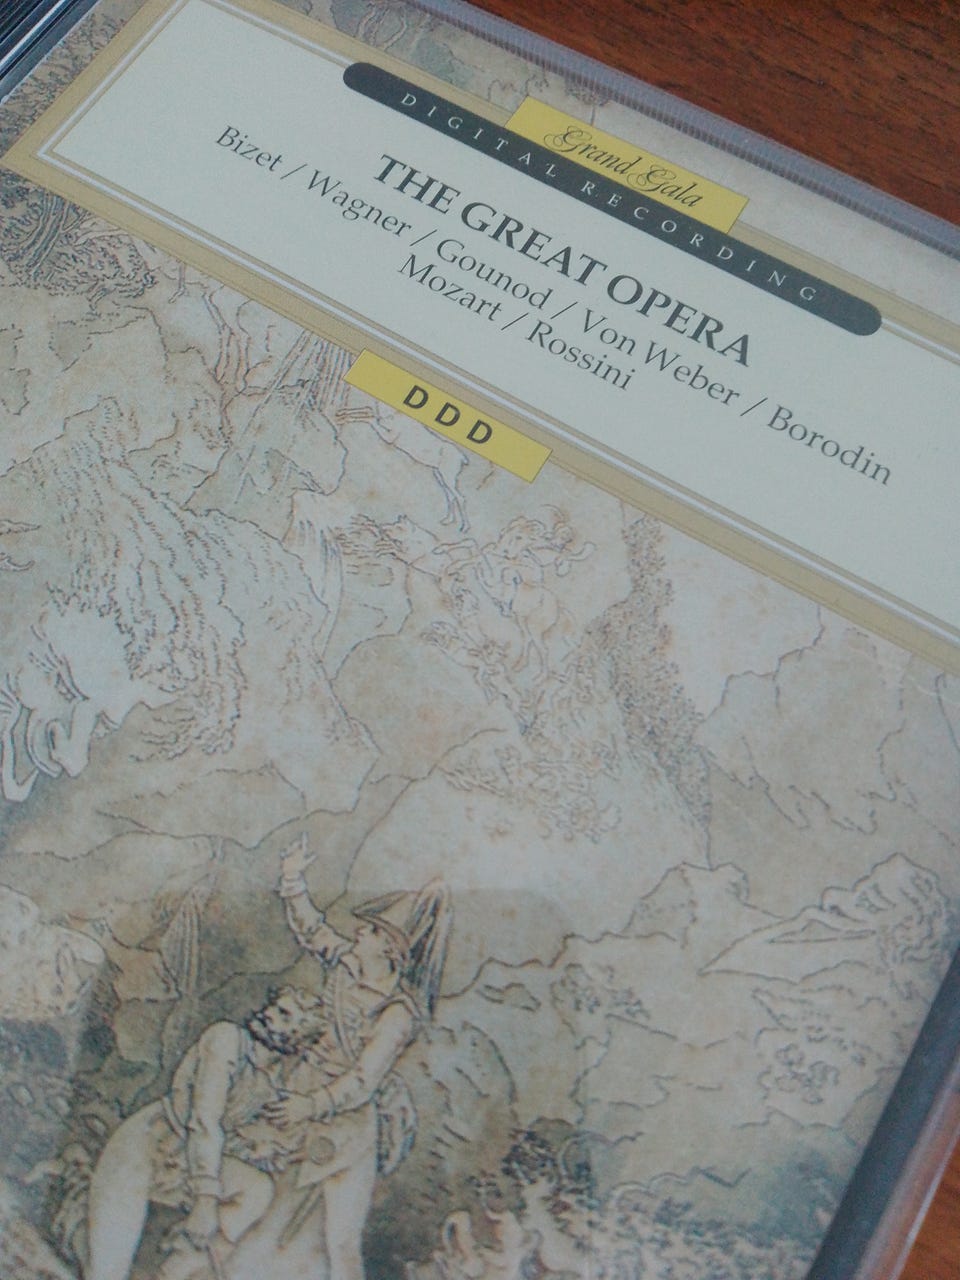 Grand Gala
DIGITAL RECORDING
THE GREAT OPERA
Bizet / Wagner / Gounod / Von Weber / Borodin
Mozart / Rossini
DDD